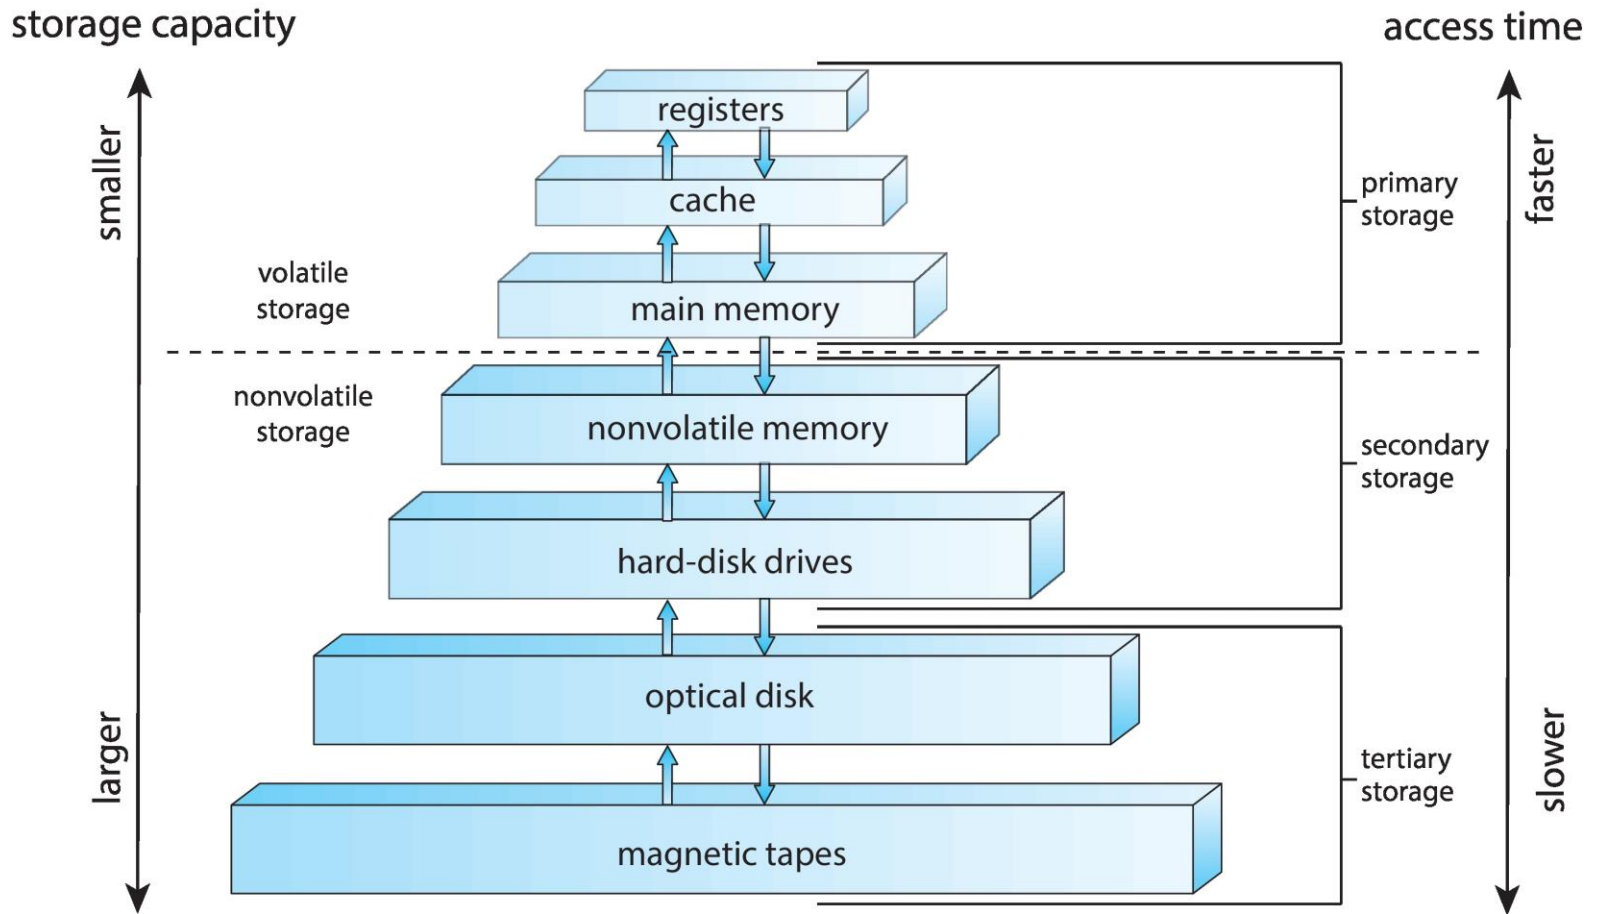 storage capacity
access time
smaller
larger
registers
cache
main memory
nonvolatile memory
hard-disk drives
optical disk
magnetic tapes
volatile
storage
nonvolatile
storage
primary
storage
secondary
storage
tertiary
storage
faster
slower